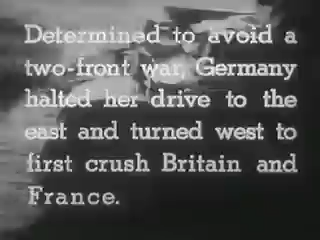 Determined to avoid a
two-front war, Germany
halted her drive to the
east and turned west to
first crush Britain and
France.